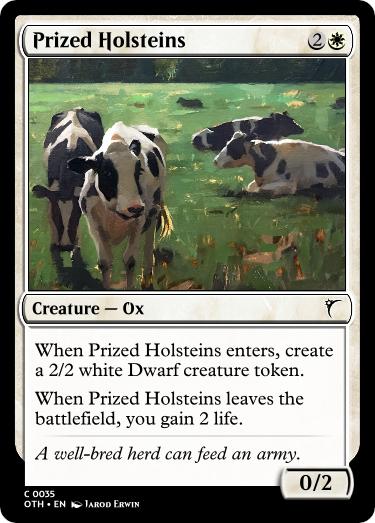 Prized Holsteins 2
Creature — Ox
When Prized Holsteins enters, create
a 2/2 white Dwarf creature token.
When Prized Holsteins leaves the
battlefield, you gain 2 life.
A well-bred herd can feed an army.
0/2
C 0035
OTH • EN Jarod Erwin